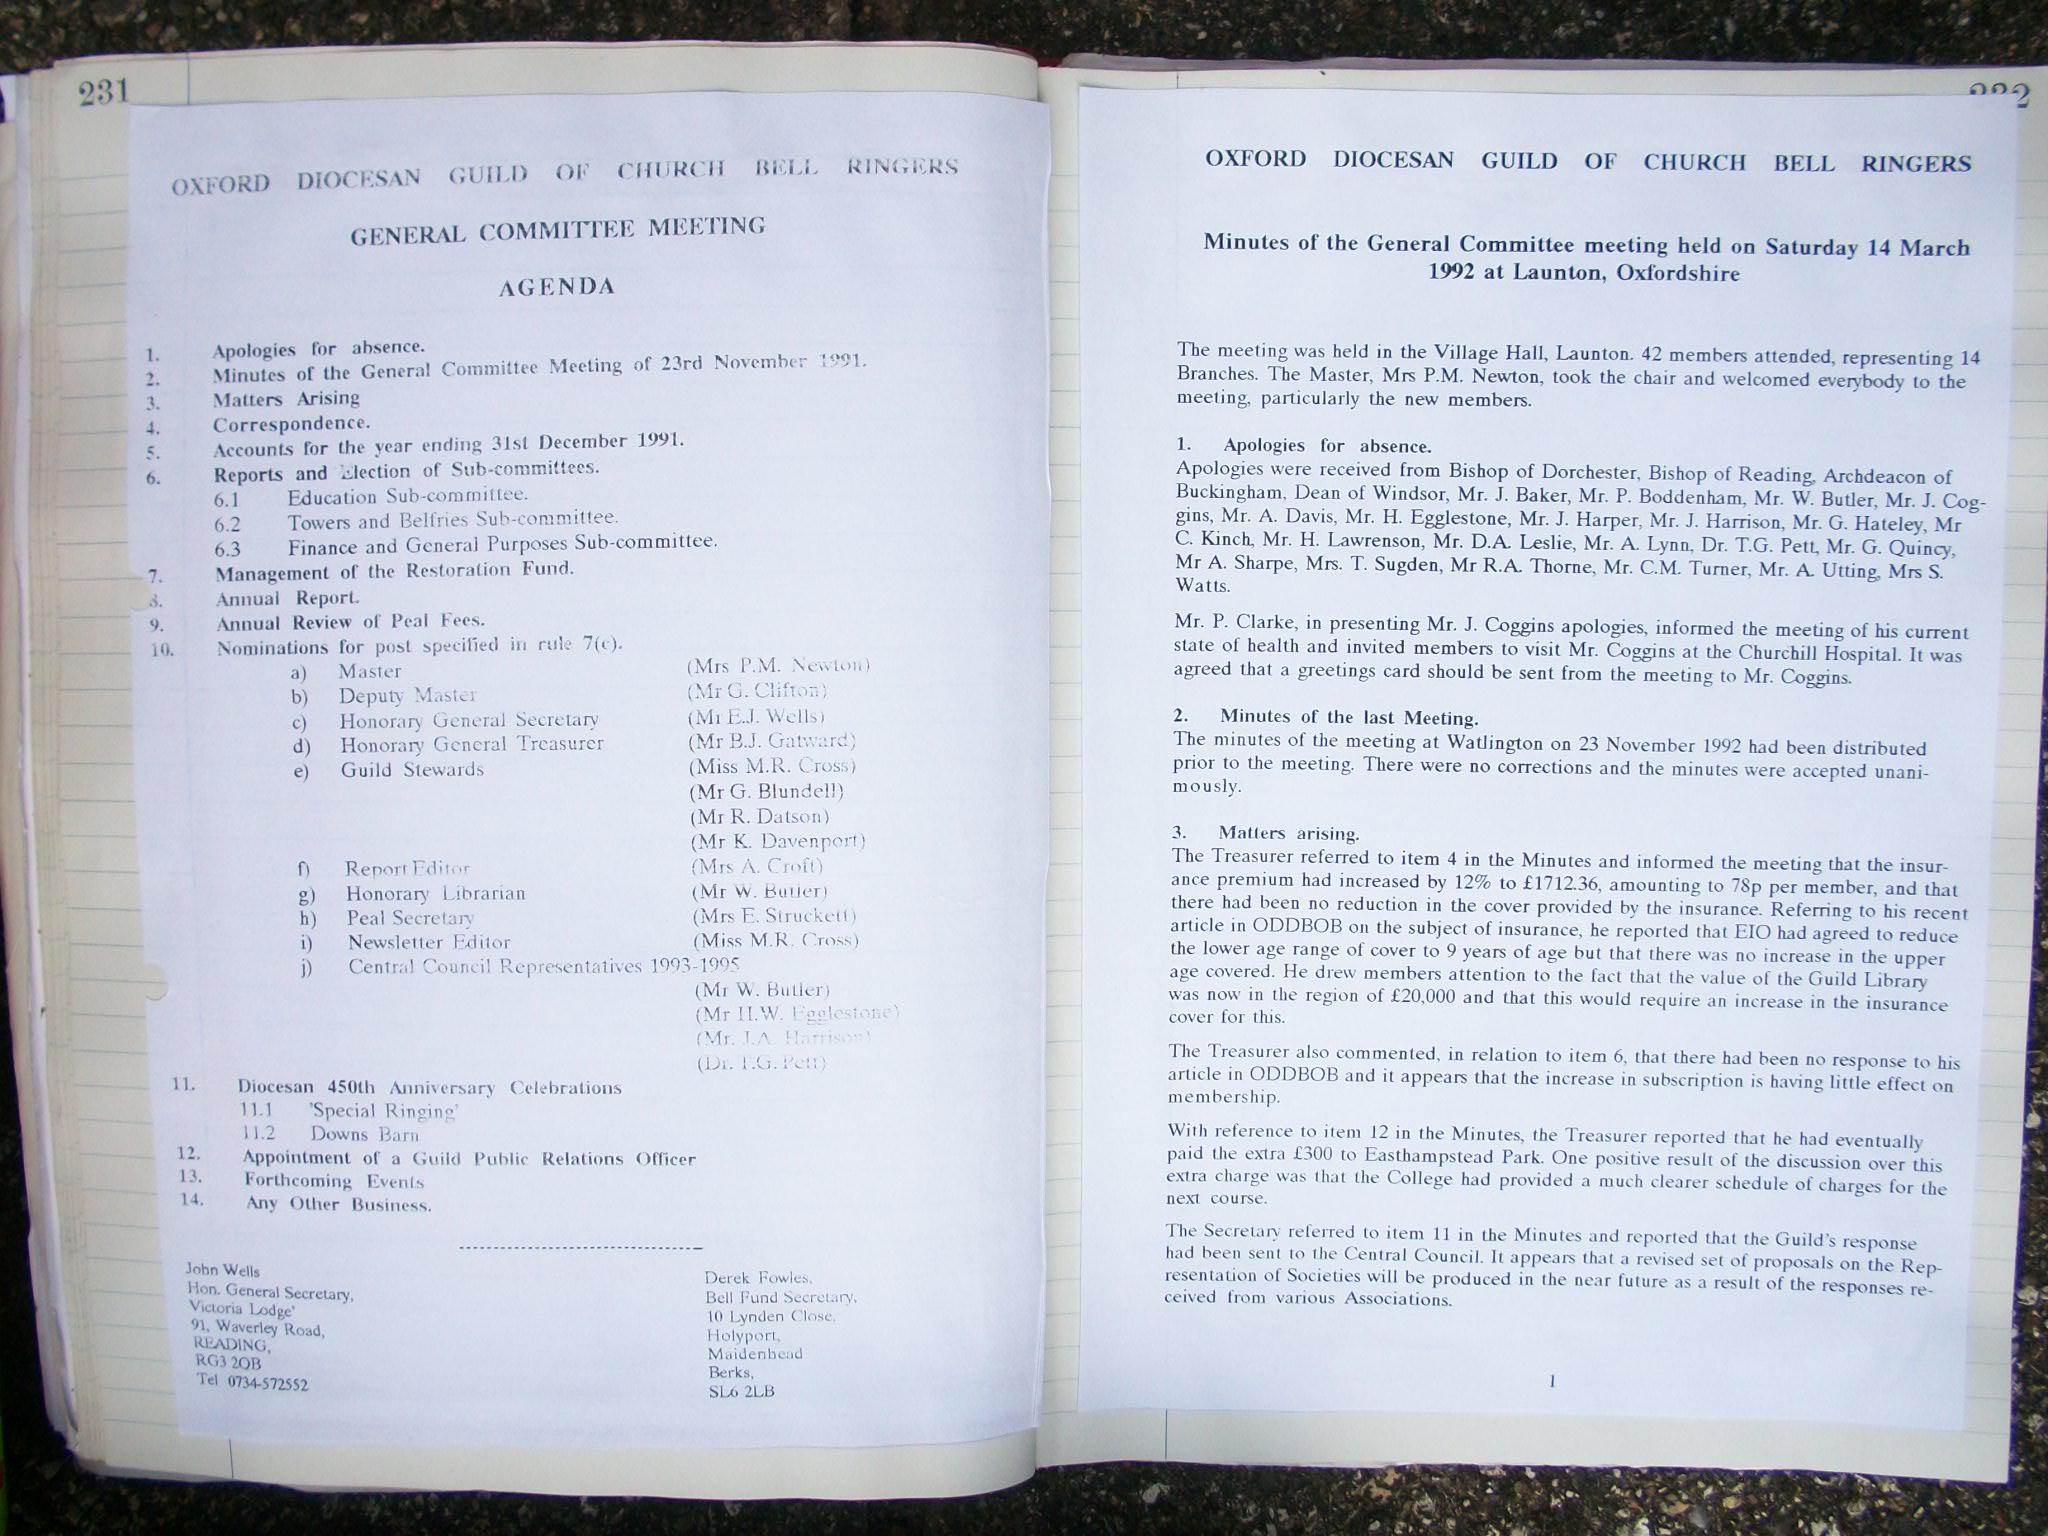 231
OXFORD DIOCESAN GUILD OF CHURCH BELL RINGERS
GENERAL COMMITTEE MEETING
AGENDA
1. Apologies for absence.
2. Minutes of the General Committee Meeting of 23rd November 1991.
3. Matters Arising
4. Correspondence.
5. Accounts for the year ending 31st December 1991.
6. Reports and Election of Sub-committees.
6.1 Education Sub-committee.
6.2 Towers and Belfries Sub-committee.
6.3 Finance and General Purposes Sub-committee.
7. Management of the Restoration Fund.
8. Annual Report.
9. Annual Review of Peal Fees.
10. Nominations for post specified in rule 7(c).
a) Master (Mrs P.M. Newton)
b) Deputy Master (Mr G. Clifton)
c) Honorary General Secretary (Mr E.J. Wells)
d) Honorary General Treasurer (Mr B.J. Gatward)
e) Guild Stewards (Miss M.R. Cross)
(Mr G. Blundell)
(Mr R. Datson)
(Mr K. Davenport)
f) Report Editor (Mrs A. Croft)
g) Honorary Librarian (Mr W. Butler)
h) Peal Secretary (Mrs E. Struckett)
i) Newsletter Editor (Miss M.R. Cross)
j) Central Council Representatives 1993-1995
(Mr W. Butler)
(Mr H.W. Egglestone)
(Mr. J.A. Harrison)
(Dr. T.G. Pett)
11. Diocesan 450th Anniversary Celebrations
11.1 'Special Ringing'
11.2 Downs Barn
12. Appointment of a Guild Public Relations Officer
13. Forthcoming Events
14. Any Other Business.
John Wells
Hon. General Secretary,
Victoria Lodge'
91, Waverley Road,
READING,
RG3 2QB
Tel 0734-572552
Derek Fowles,
Bell Fund Secretary,
10 Lynden Close,
Holyport,
Maidenhead
Berks,
SL6 2LB
232
OXFORD DIOCESAN GUILD OF CHURCH BELL RINGERS
Minutes of the General Committee meeting held on Saturday 14 March
1992 at Launton, Oxfordshire
The meeting was held in the Village Hall, Launton. 42 members attended, representing 14
Branches. The Master, Mrs P.M. Newton, took the chair and welcomed everybody to the
meeting, particularly the new members.
1. Apologies for absence.
Apologies were received from Bishop of Dorchester, Bishop of Reading, Archdeacon of
Buckingham, Dean of Windsor, Mr. J. Baker, Mr. P. Boddenham, Mr. W. Butler, Mr. J. Cog-
gins, Mr. A. Davis, Mr. H. Egglestone, Mr. J. Harper, Mr. J. Harrison, Mr. G. Hateley, Mr
C. Kinch, Mr. H. Lawrenson, Mr. D.A. Leslie, Mr. A. Lynn, Dr. T.G. Pett, Mr. G. Quincy,
Mr A. Sharpe, Mrs. T. Sugden, Mr R.A. Thorne, Mr. C.M. Turner, Mr. A. Utting, Mrs S.
Watts.
Mr. P. Clarke, in presenting Mr. J. Coggins apologies, informed the meeting of his current
state of health and invited members to visit Mr. Coggins at the Churchill Hospital. It was
agreed that a greetings card should be sent from the meeting to Mr. Coggins.
2. Minutes of the last Meeting.
The minutes of the meeting at Watlington on 23 November 1992 had been distributed
prior to the meeting. There were no corrections and the minutes were accepted unani-
mously.
3. Matters arising.
The Treasurer referred to item 4 in the Minutes and informed the meeting that the insur-
ance premium had increased by 12% to £1712.36, amounting to 78p per member, and that
there had been no reduction in the cover provided by the insurance. Referring to his recent
article in ODDBOB on the subject of insurance, he reported that EIO had agreed to reduce
the lower age range of cover to 9 years of age but that there was no increase in the upper
age covered. He drew members attention to the fact that the value of the Guild Library
was now in the region of £20,000 and that this would require an increase in the insurance
cover for this.
The Treasurer also commented, in relation to item 6, that there had been no response to his
article in ODDBOB and it appears that the increase in subscription is having little effect on
membership.
With reference to item 12 in the Minutes, the Treasurer reported that he had eventually
paid the extra £300 to Easthampstead Park. One positive result of the discussion over this
extra charge was that the College had provided a much clearer schedule of charges for the
next course.
The Secretary referred to item 11 in the Minutes and reported that the Guild's response
had been sent to the Central Council. It appears that a revised set of proposals on the Rep-
resentation of Societies will be produced in the near future as a result of the responses re-
ceived from various Associations.
1